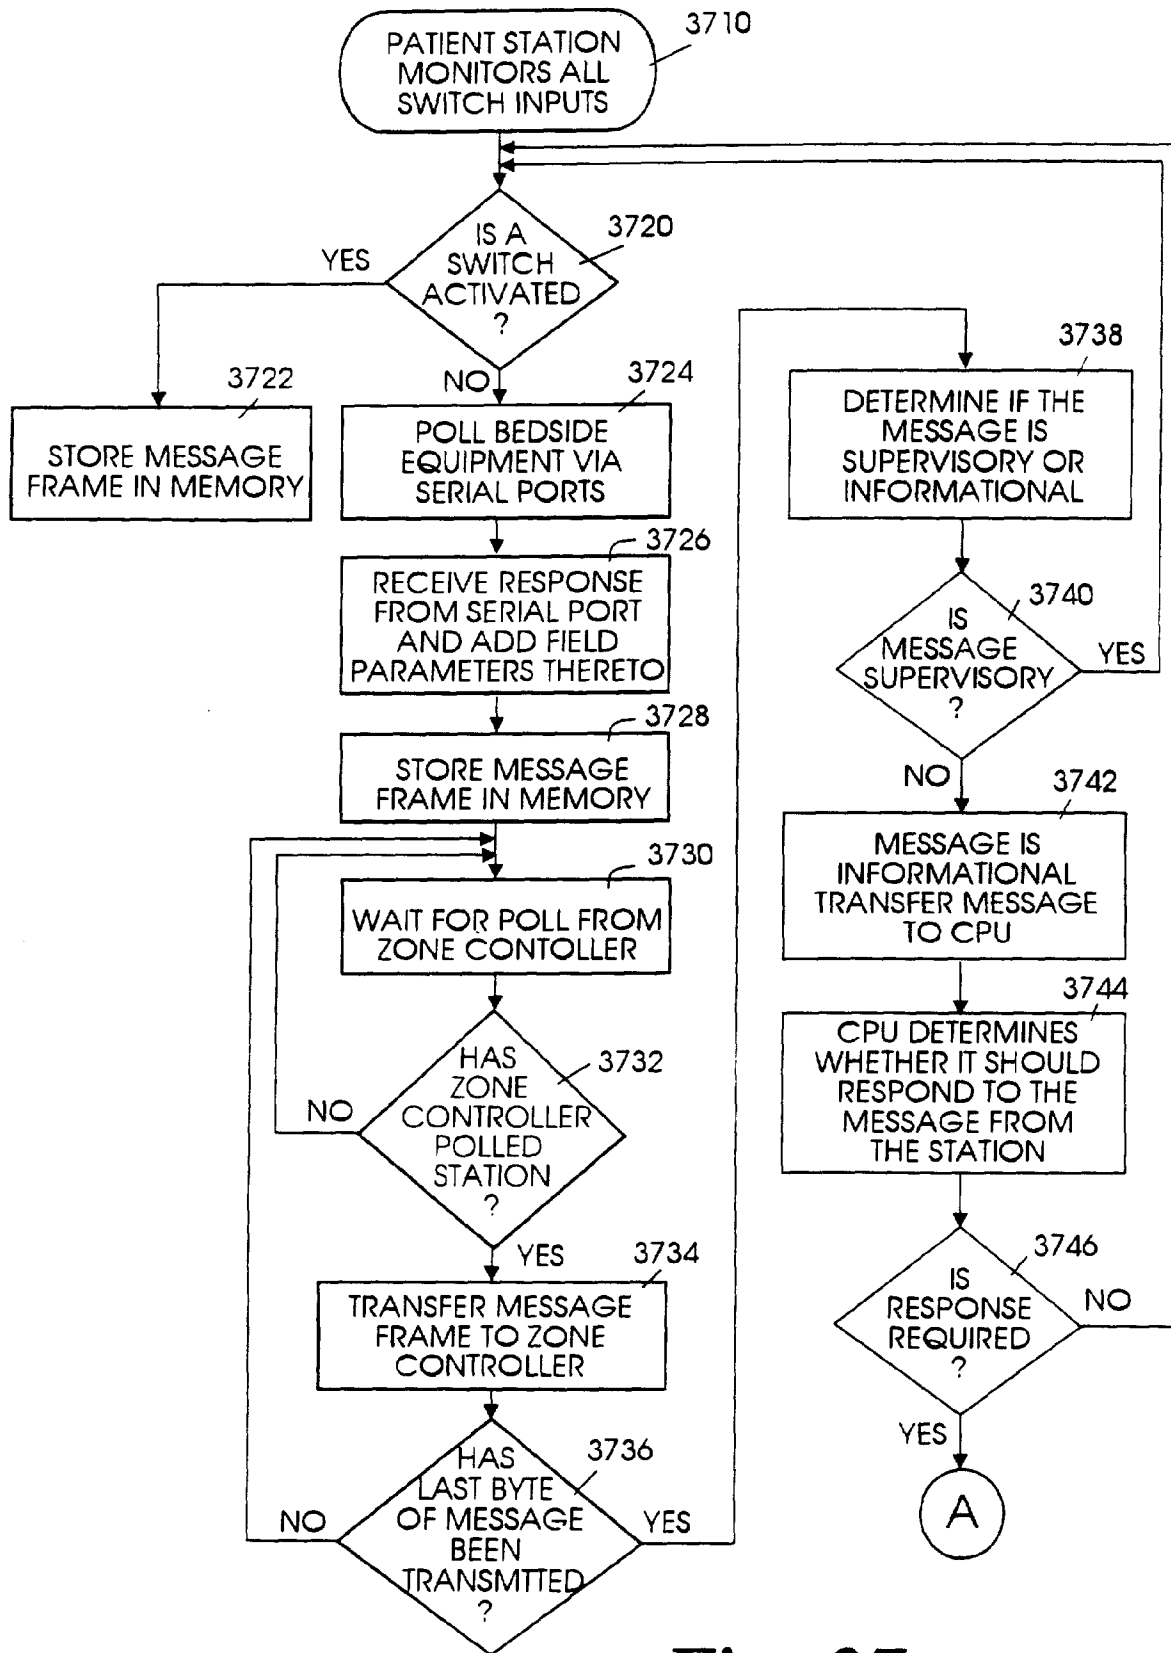 3710
PATIENT STATION
MONITORS ALL
SWITCH INPUTS
3720
IS A
SWITCH
ACTIVATED
?
YES
NO
3722
STORE MESSAGE
FRAME IN MEMORY
3724
POLL BEDSIDE
EQUIPMENT VIA
SERIAL PORTS
3726
RECEIVE RESPONSE
FROM SERIAL PORT
AND ADD FIELD
PARAMETERS THERETO
3728
STORE MESSAGE
FRAME IN MEMORY
3730
WAIT FOR POLL FROM
ZONE CONTOLLER
3732
HAS
ZONE
CONTROLLER
POLLED
STATION
?
NO
YES
3734
TRANSFER MESSAGE
FRAME TO ZONE
CONTROLLER
3736
HAS
LAST BYTE
OF MESSAGE
BEEN
TRANSMTTED
?
NO
YES
3738
DETERMINE IF THE
MESSAGE IS
SUPERVISORY OR
INFORMATIONAL
3740
IS
MESSAGE
SUPERVISORY
?
YES
NO
3742
MESSAGE IS
INFORMATIONAL
TRANSFER MESSAGE
TO CPU
3744
CPU DETERMINES
WHETHER IT SHOULD
RESPOND TO THE
MESSAGE FROM
THE STATION
3746
IS
RESPONSE
REQUIRED
?
NO
YES
A